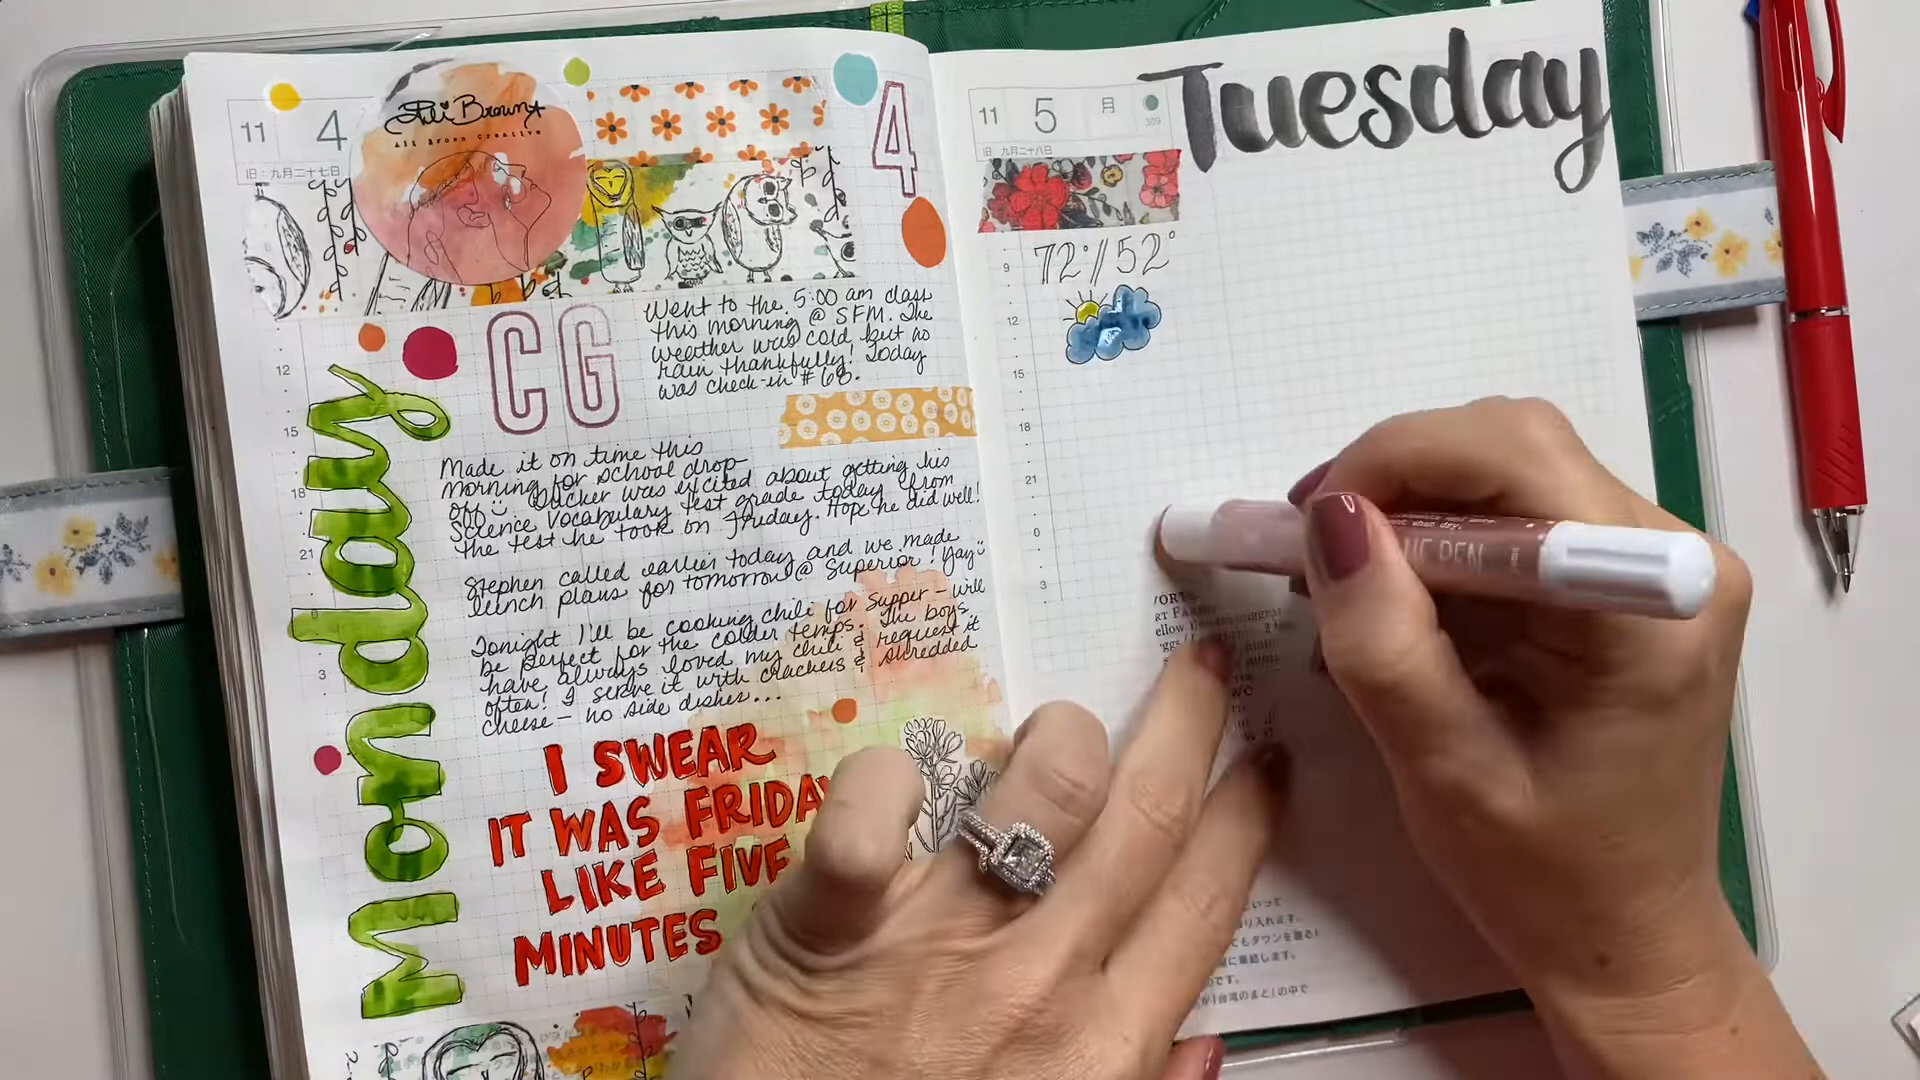 11 4
旧:九月二十七日
Ali Brown
Ali Brown Creative
4
CG
Went to the 5:00 am class
this morning @ SFM. The
weather was cold, but no
rain thankfully! Today
was check-in #68.
12
15
18
21
0
3
Monday
Made it on time this
morning for school drop
off Tucker was excited about getting his
Science Vocabulary test grade today from
the test he took on Friday. Hope he did well!
Stephen called earlier today and we made
lunch plans for tomorrow @ Superior! Yay
Tonight I'll be cooking chili for supper - will
be perfect for the colder temps. The boys
have always loved my chili & request it
often! I serve it with crackers & shredded
cheese - no side dishes...
I SWEAR
IT WAS FRIDAY
LIKE FIVE
MINUTES
Tuesday
11 5 月
309
旧:九月二十八日
72°/52°
9
12
15
18
21
0
3
PEN